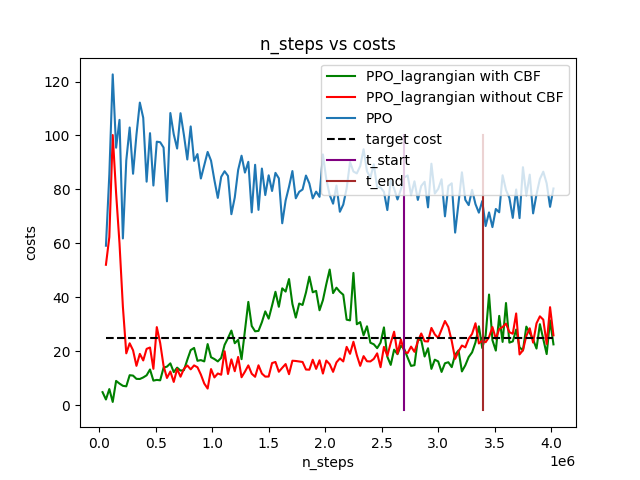 n_steps vs costs
PPO_lagrangian with CBF
PPO_lagrangian without CBF
PPO
target cost
t_start
t_end
costs
120
100
80
60
40
20
0
0.0 0.5 1.0 1.5 2.0 2.5 3.0 3.5 4.0
1e6
n_steps